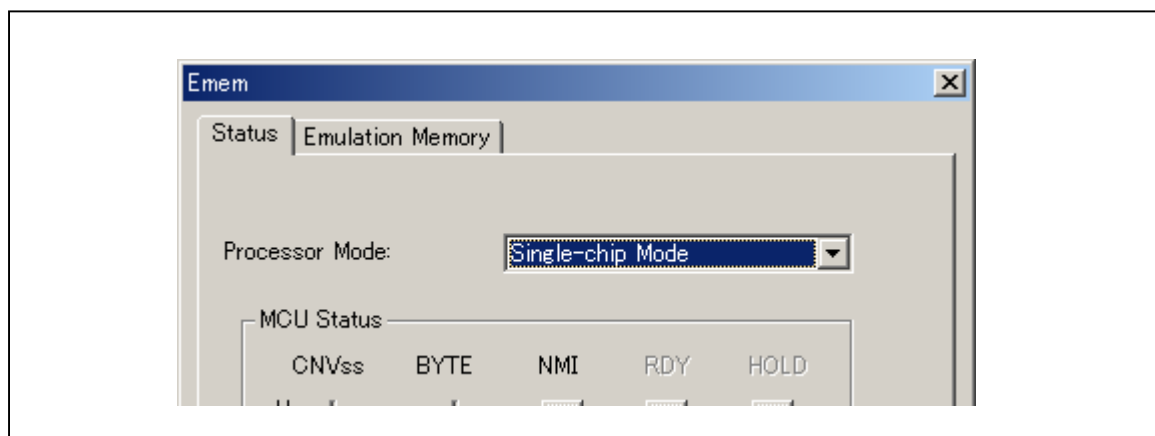 Emem
Status Emulation Memory
Processor Mode: Single-chip Mode
MCU Status
CNVss BYTE NMI RDY HOLD